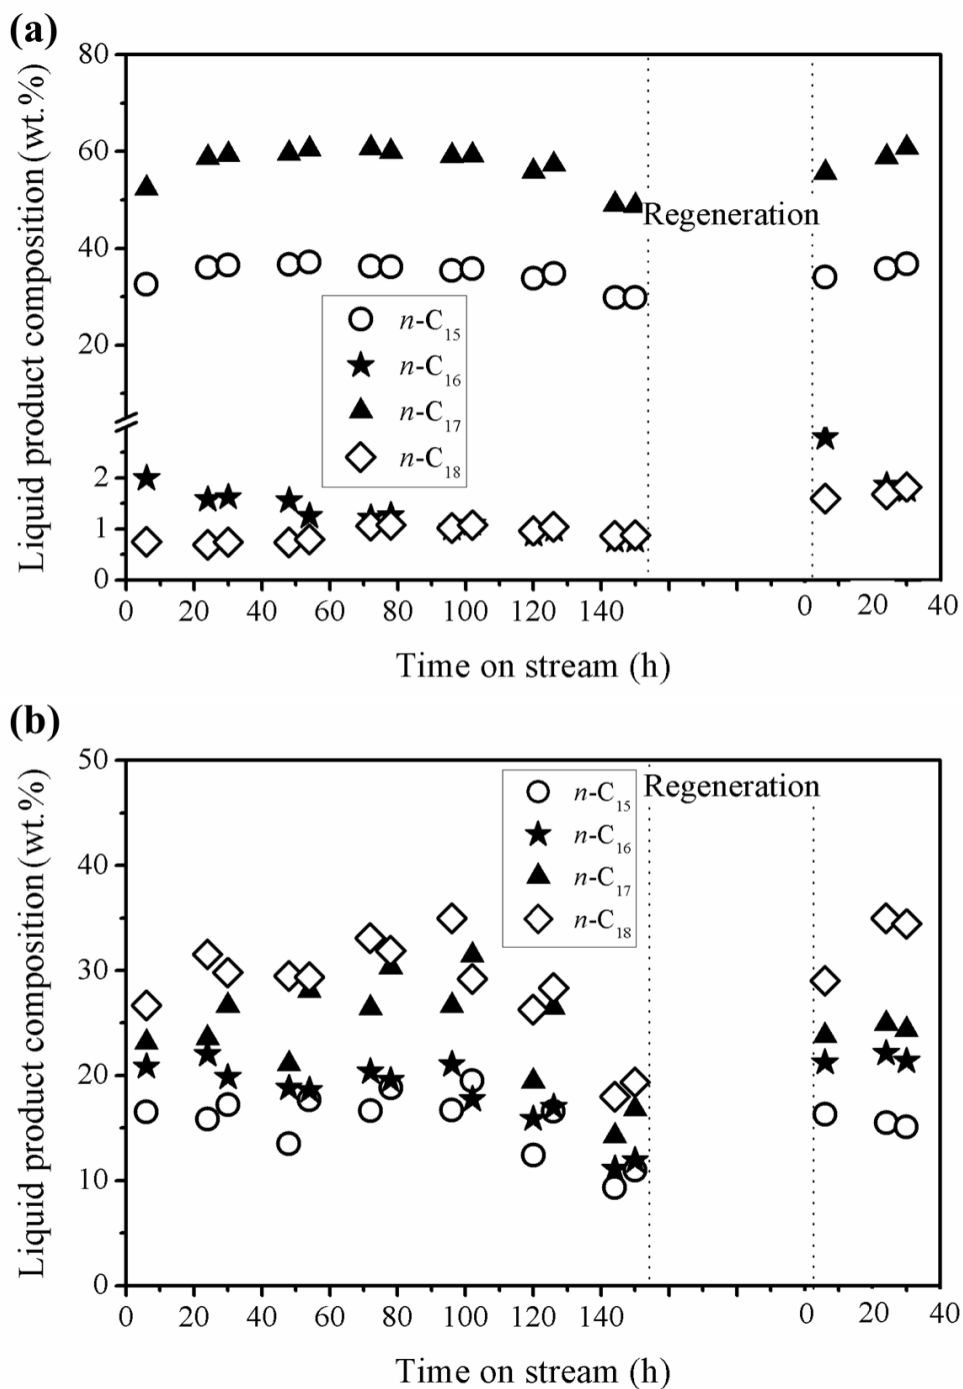 (a)
Liquid product composition (wt.%)
80
60
40
20
2
1
0
Regeneration
n-C15
n-C16
n-C17
n-C18
0 20 40 60 80 100 120 140 0 20 40
Time on stream (h)
(b)
Liquid product composition (wt.%)
50
40
30
20
10
0
n-C15
n-C16
n-C17
n-C18
Regeneration
0 20 40 60 80 100 120 140 0 20 40
Time on stream (h)